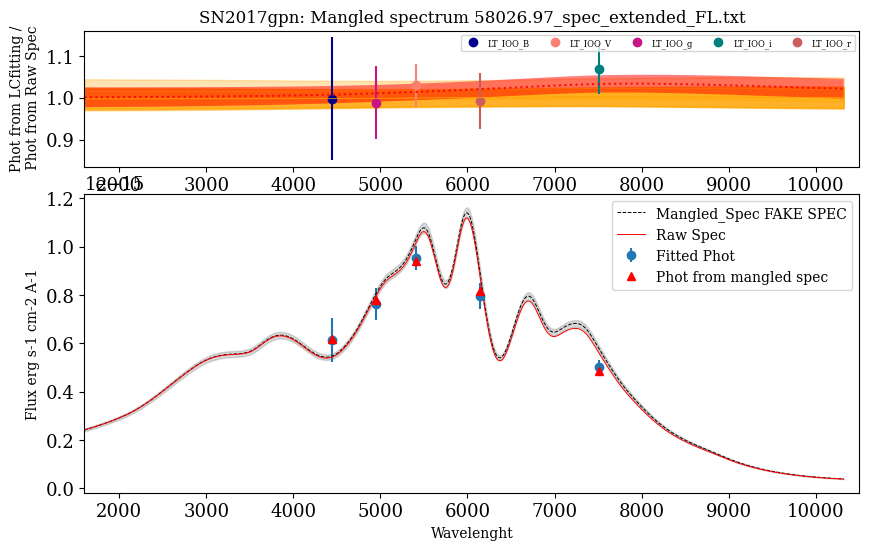 SN2017gpn: Mangled spectrum 58026.97_spec_extended_FL.txt
Phot from LCfitting /
Phot from Raw Spec
LT_IOO_B LT_IOO_V LT_IOO_g LT_IOO_i LT_IOO_r
1.1
1.0
0.9
2000 3000 4000 5000 6000 7000 8000 9000 10000
1e−15
Flux erg s-1 cm-2 A-1
1.2
1.0
0.8
0.6
0.4
0.2
0.0
Mangled_Spec FAKE SPEC
Raw Spec
Fitted Phot
Phot from mangled spec
2000 3000 4000 5000 6000 7000 8000 9000 10000
Wavelenght